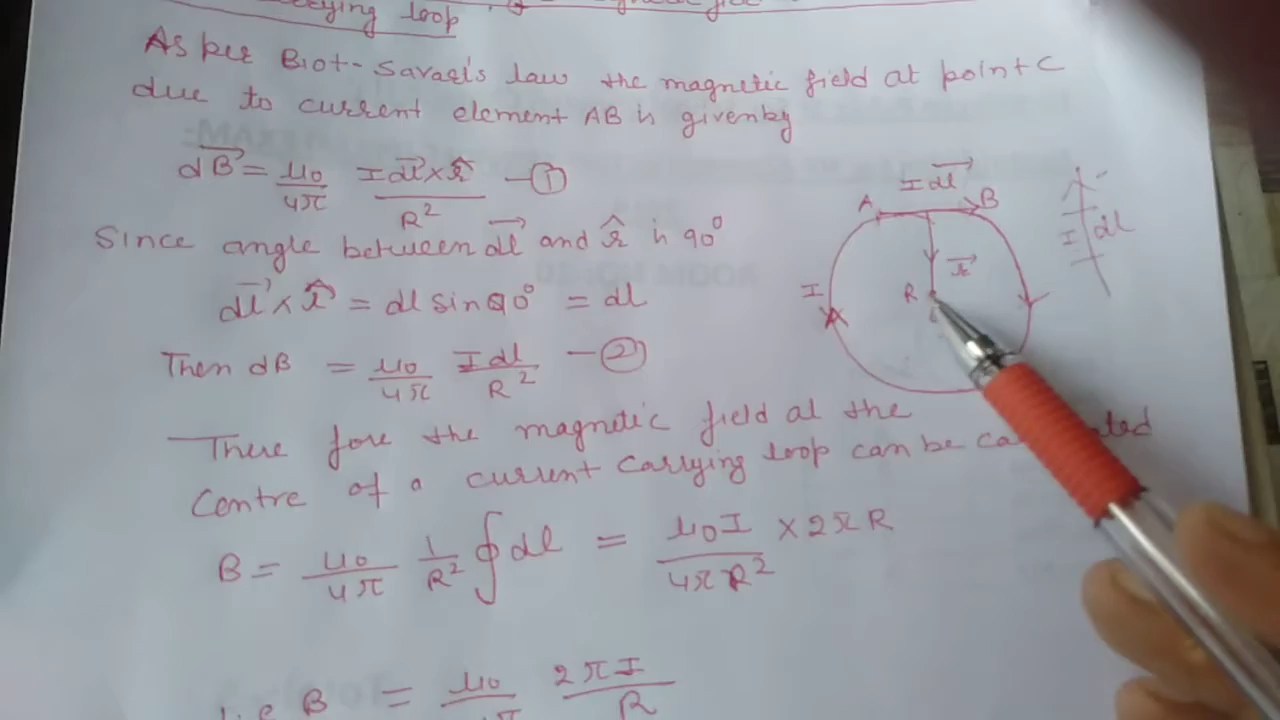 loop
As per Biot-Savart's law the magnetic field at point C
due to current element AB is given by
dB⃗ = μ0/4π I dl⃗ × r̂/R² —①
Since angle between dl⃗ and r̂ is 90°
dl⃗ × r̂ = dl sin 90° = dl
Then dB = μ0/4π I dl/R² —②
There fore the magnetic field at the
Centre of a current carrying loop can be
B = μ0/4π 1/R² ∮dl = μ0I/4πR² × 2πR
B = μ0 2πI/R
I dl⃗
A B
r⃗
I R
I dl